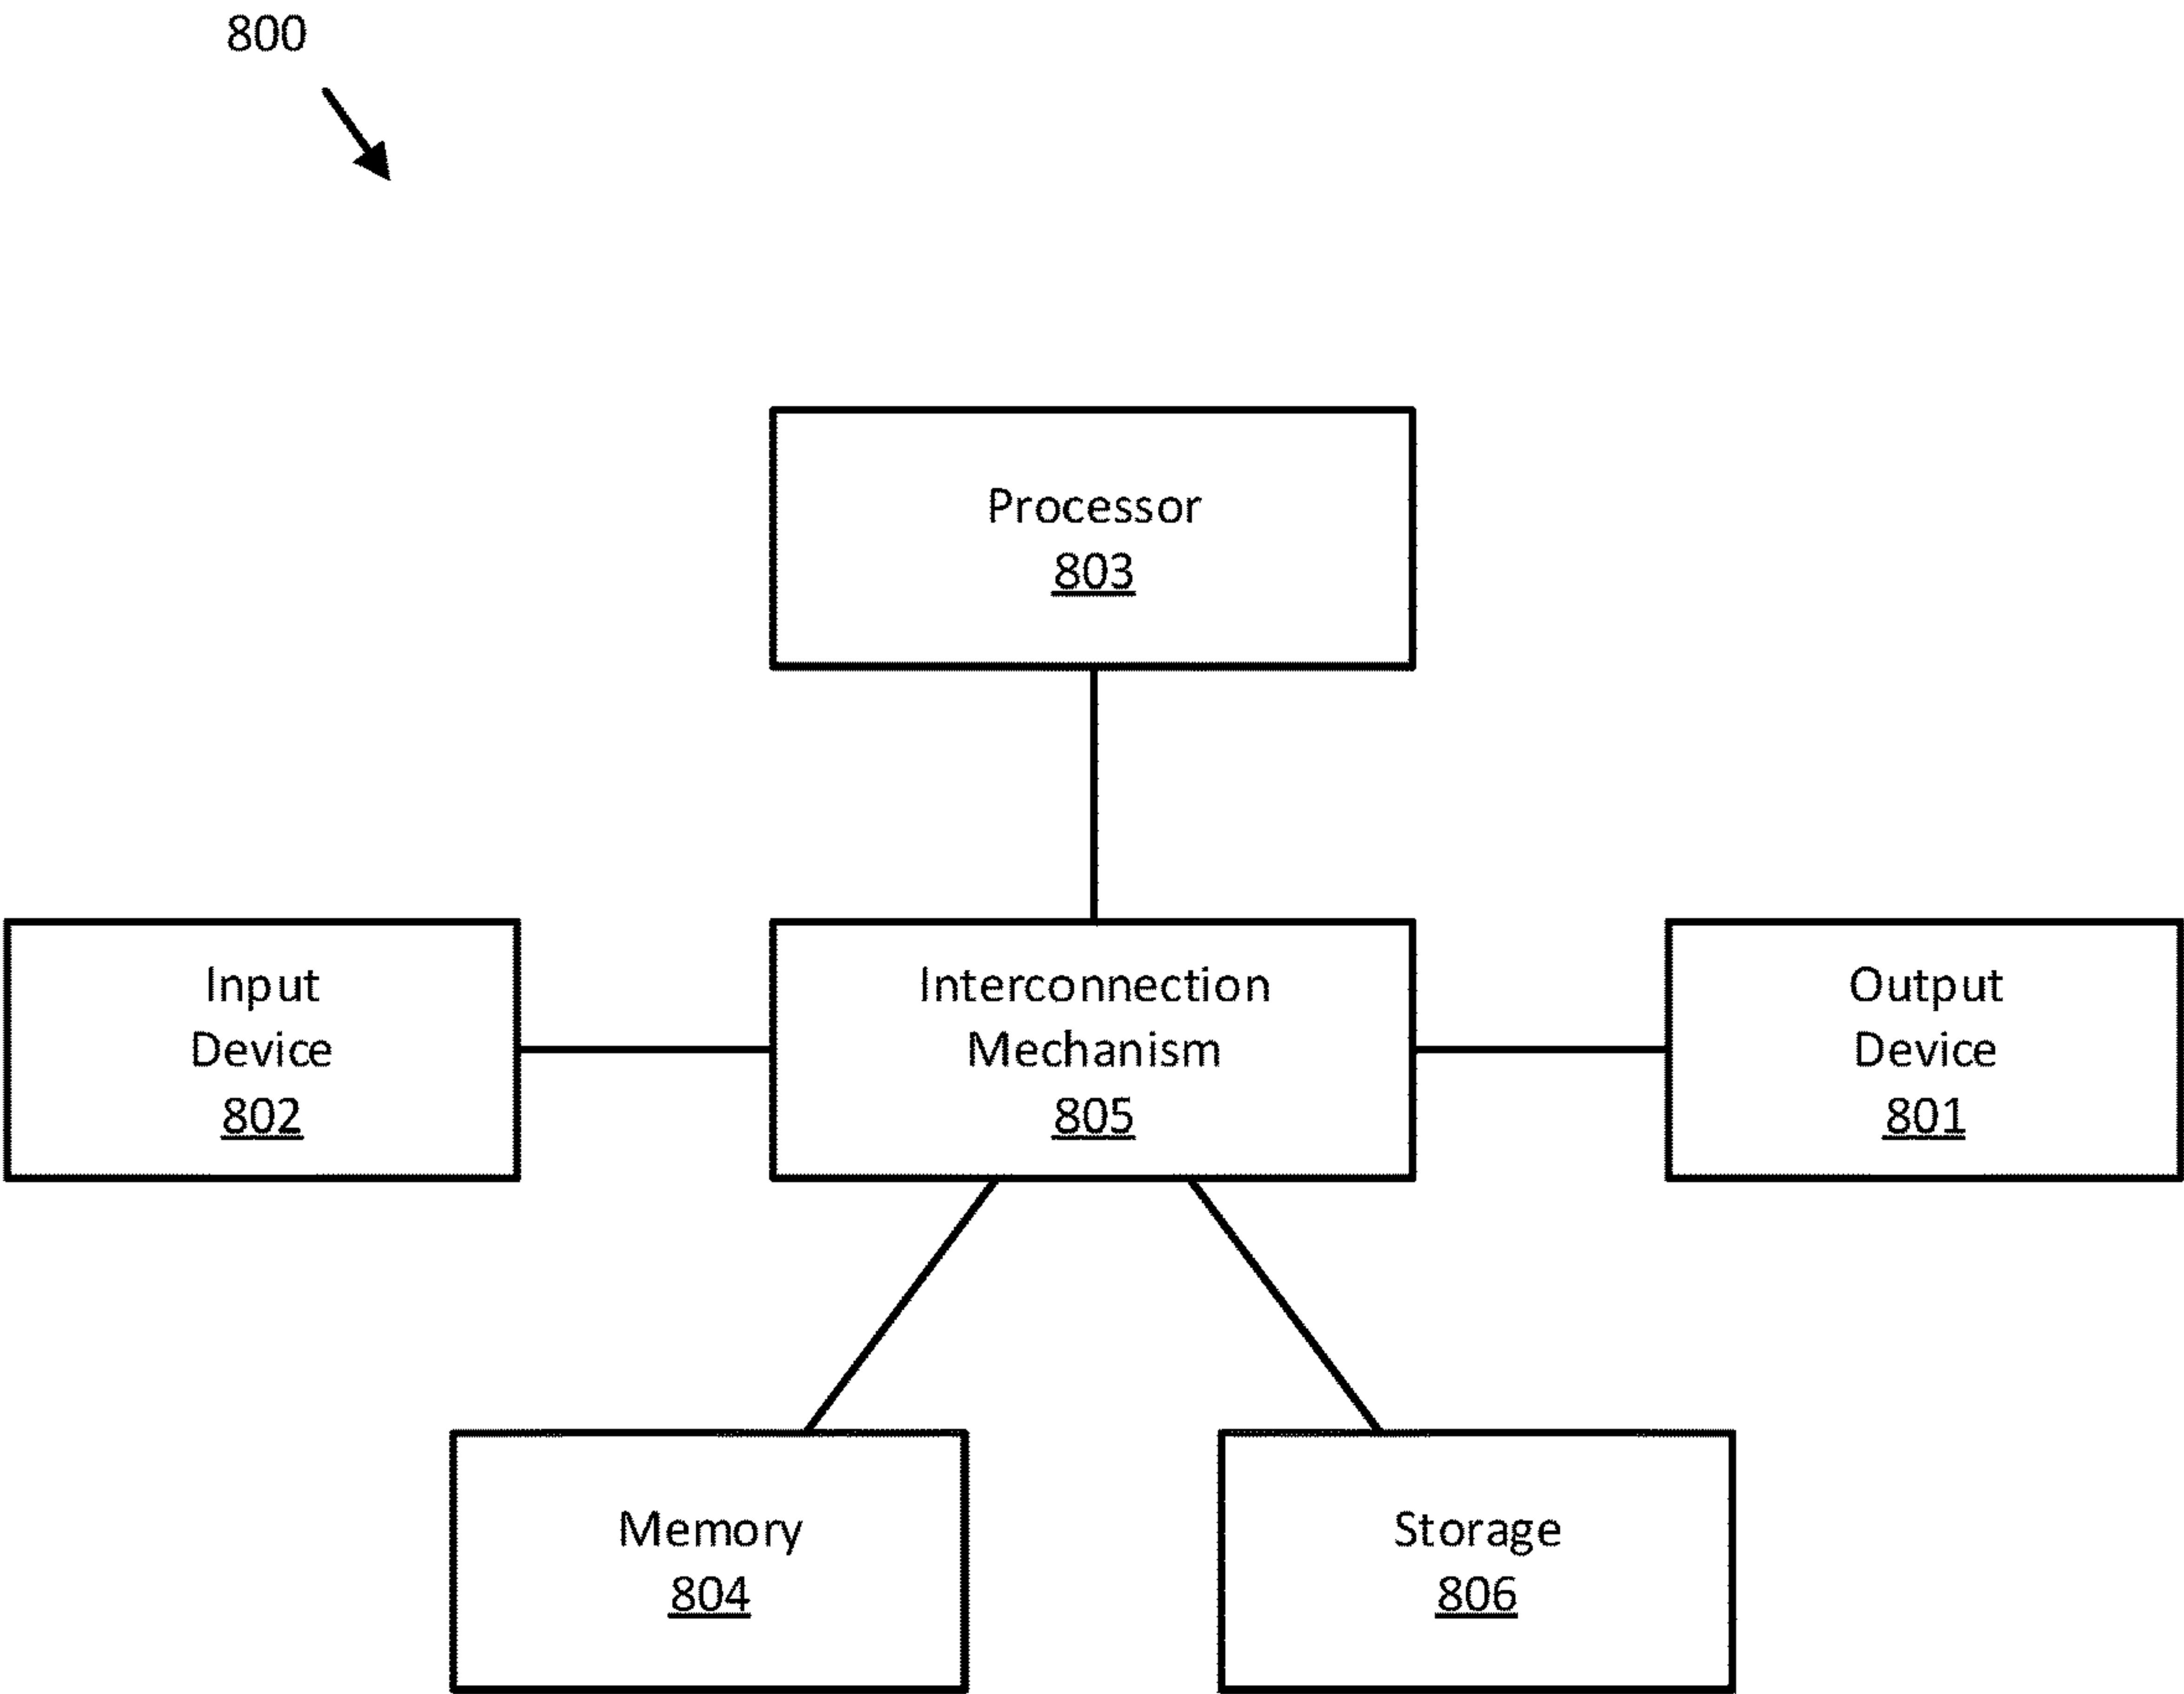 800
Processor
803
Input
Device
802
Interconnection
Mechanism
805
Output
Device
801
Memory
804
Storage
806